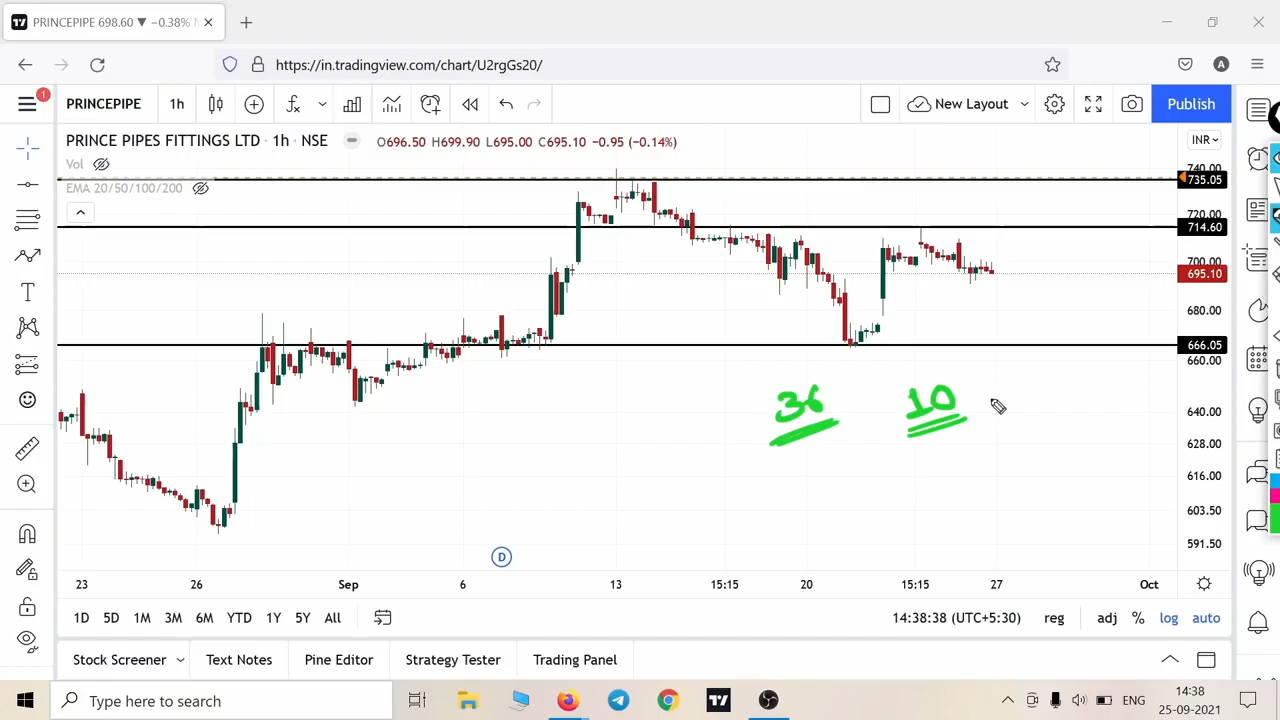 PRINCEPIPE 698.60 ▼ −0.38% N
https://in.tradingview.com/chart/U2rgGs20/
1
PRINCEPIPE 1h New Layout Publish
PRINCE PIPES FITTINGS LTD · 1h · NSE O696.50 H699.90 L695.00 C695.10 −0.95 (−0.14%) INR
Vol
EMA 20/50/100/200
740.00
735.05
720.00
714.60
700.00
695.10
680.00
666.05
660.00
640.00
628.00
616.00
603.50
591.50
36 10
D
23 26 Sep 6 13 15:15 20 15:15 27 Oct
1D 5D 1M 3M 6M YTD 1Y 5Y All 14:38:38 (UTC+5:30) reg adj % log auto
Stock Screener Text Notes Pine Editor Strategy Tester Trading Panel
Type here to search ENG 14:38
25-09-2021